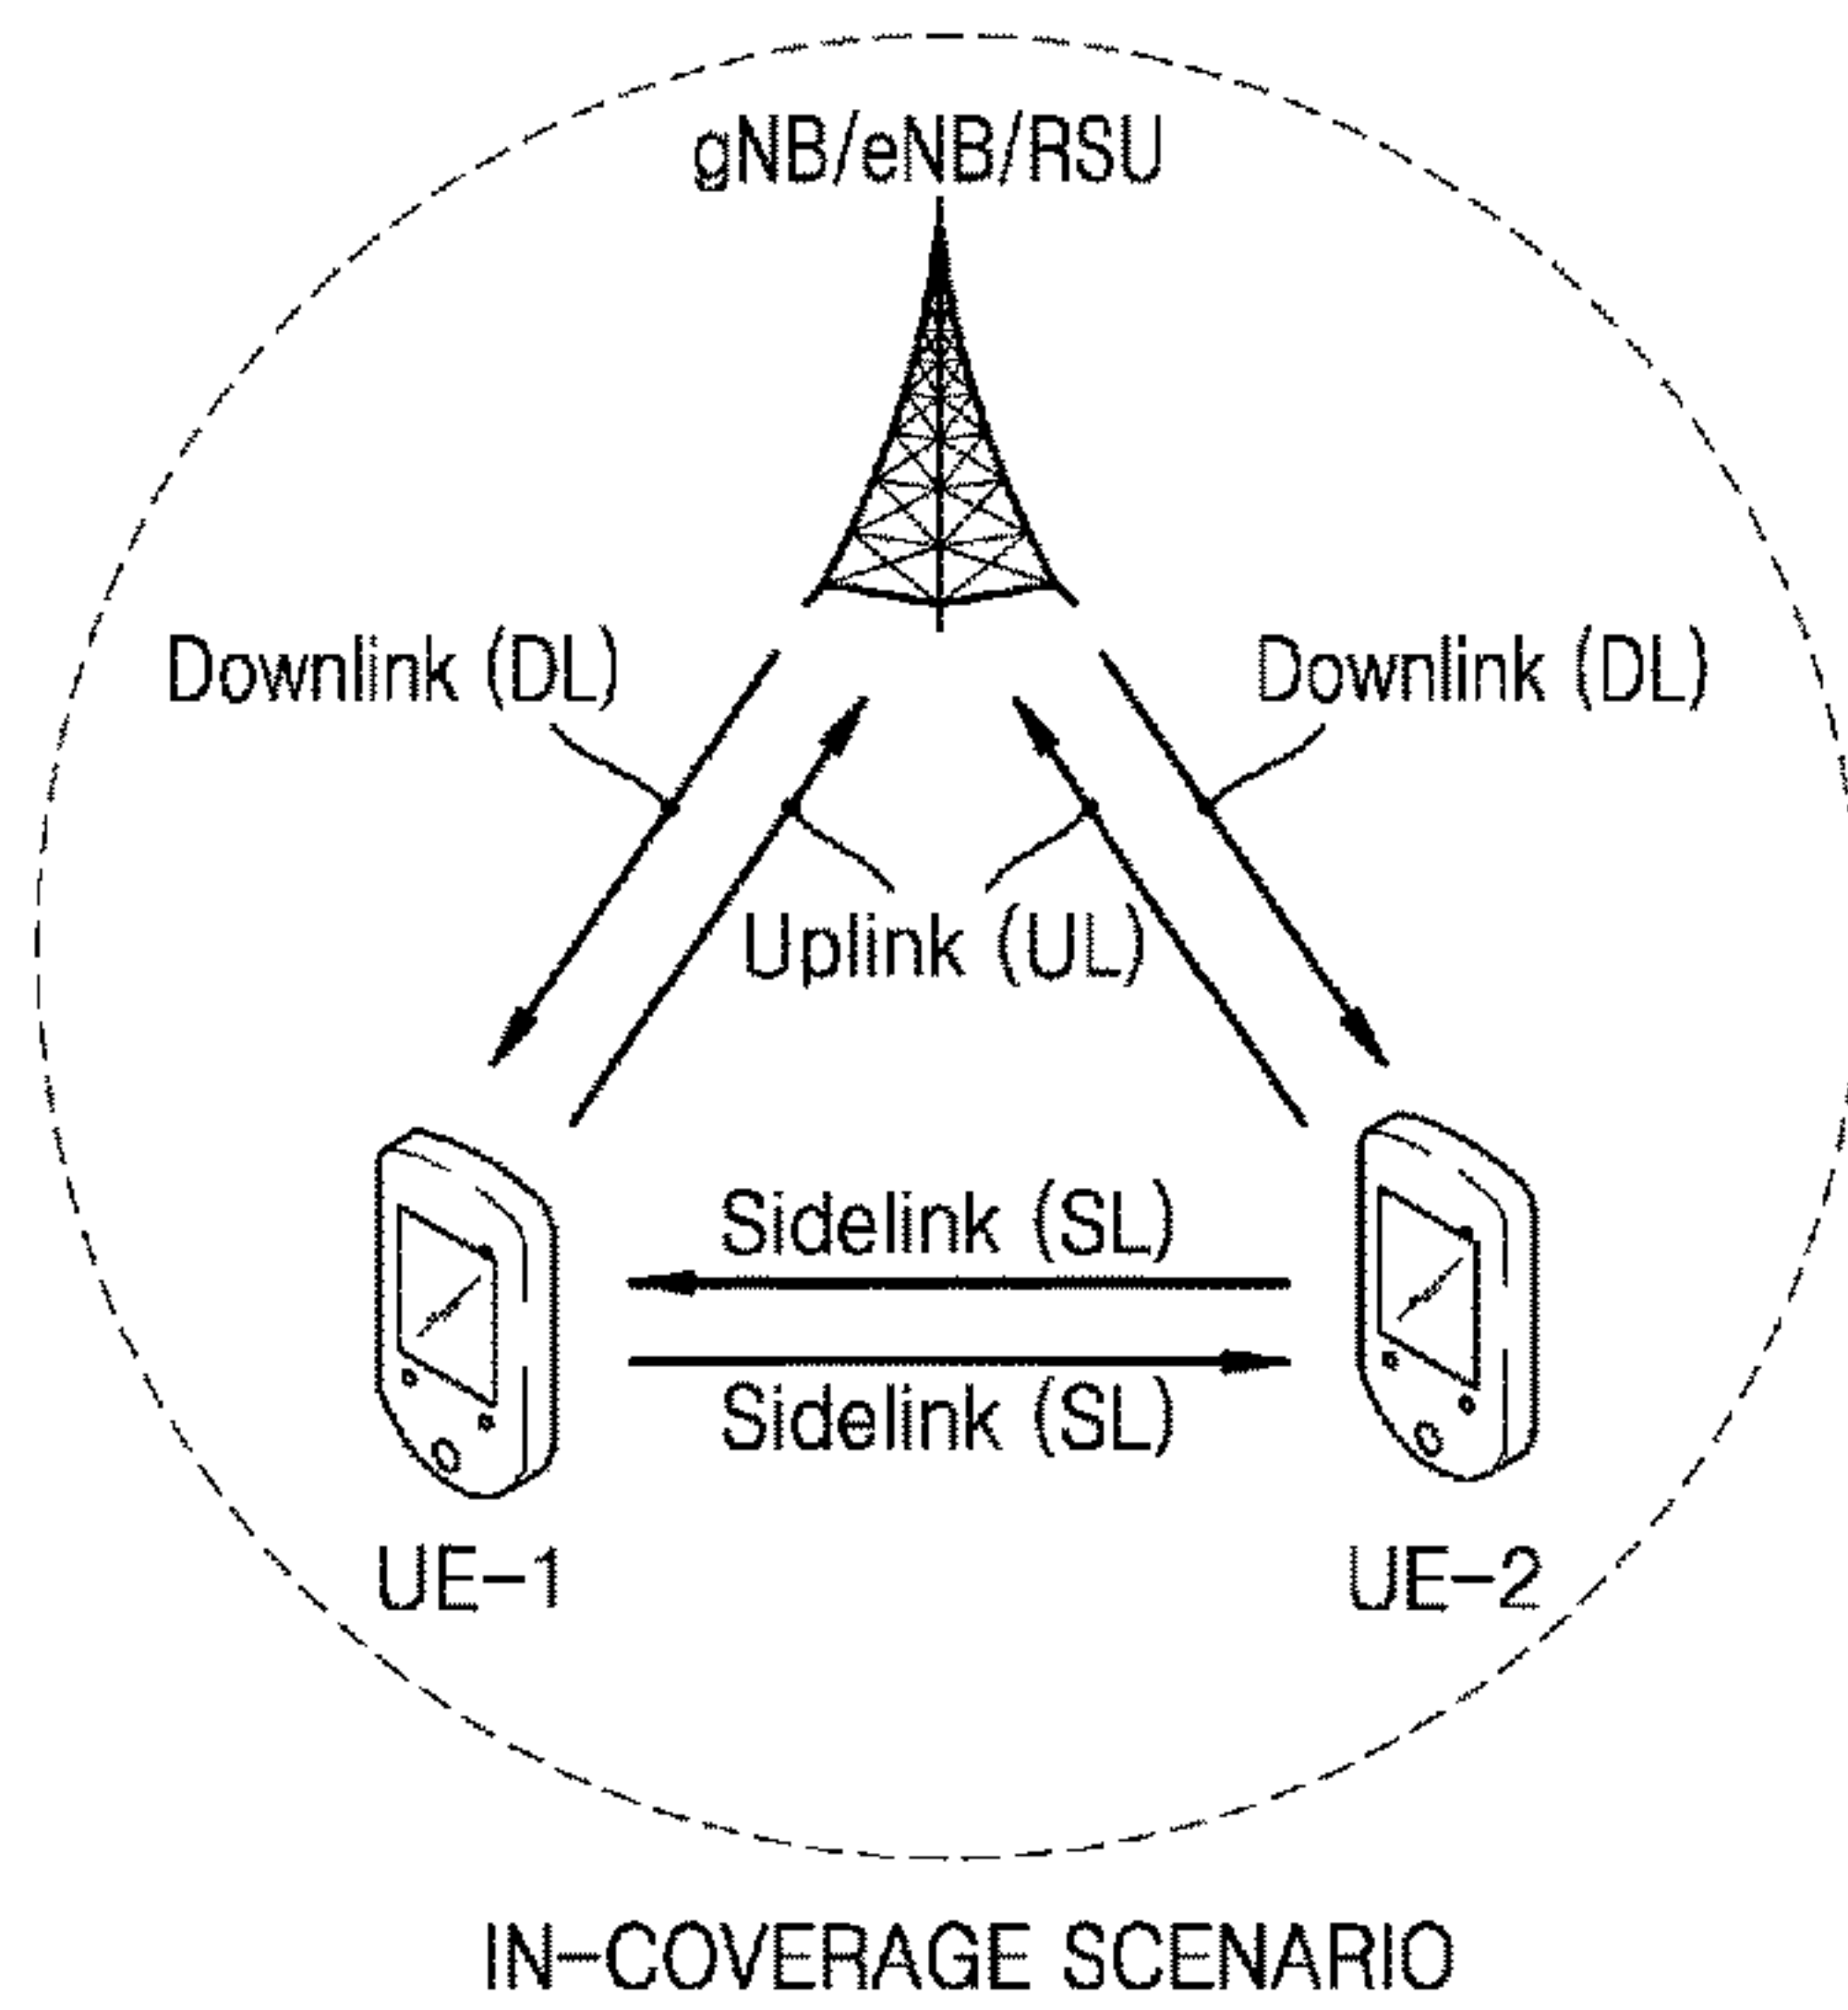 gNB/eNB/RSU
Downlink (DL)
Downlink (DL)
Uplink (UL)
Sidelink (SL)
Sidelink (SL)
UE-1
UE-2
IN-COVERAGE SCENARIO